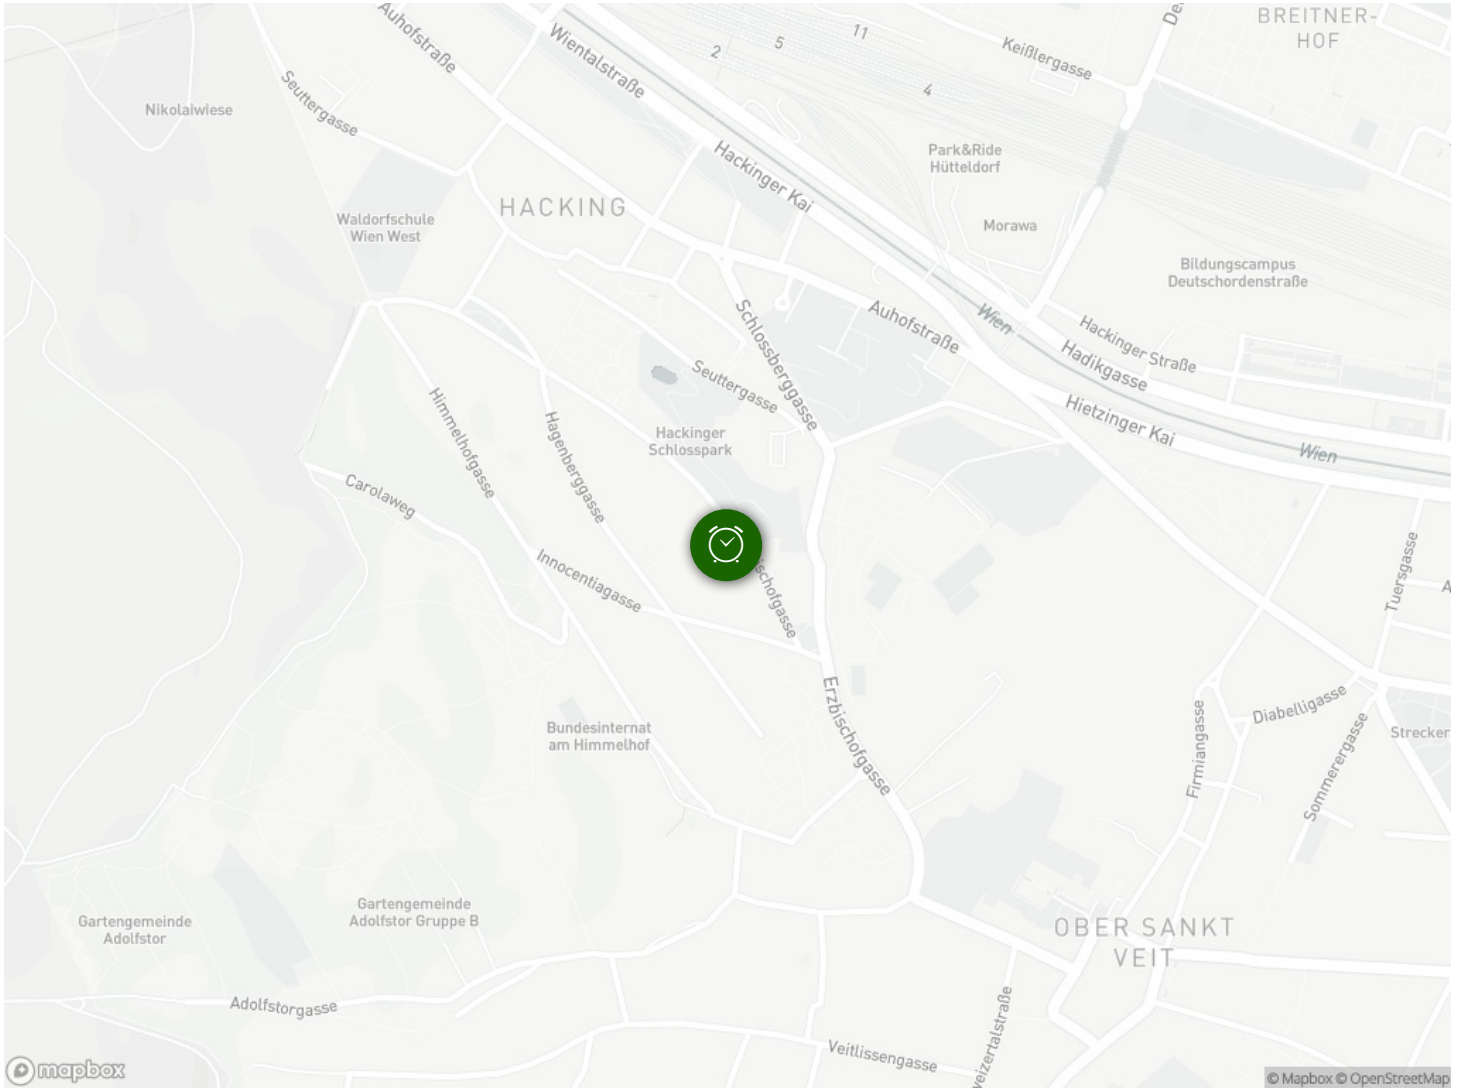 Auhofstraße
Wientalstraße
2
5
11
4
Keißlergasse
BREITNER-
HOF
Nikolaiwiese
Seuttergasse
Hackinger Kai
Park&Ride
Hütteldorf
Morawa
HACKING
Waldorfschule
Wien West
Bildungscampus
Deutschordenstraße
Schlossberggasse
Auhofstraße
Wien
Hackinger Straße
Hadikgasse
Hietzinger Kai
Wien
Seuttergasse
Himmelhofgasse
Hagenberggasse
Hackinger
Schlosspark
Carolaweg
Innocentiagasse
ischofgasse
Tuersgasse
A
Erzbischofgasse
Bundesinternat
am Himmelhof
Firmiangasse
Diabelligasse
Sommerergasse
Strecker
Gartengemeinde
Adolfstor
Gartengemeinde
Adolfstor Gruppe B
OBER SANKT
VEIT
Adolfstorgasse
Veitlissengasse
eizertalstraße
mapbox
© Mapbox © OpenStreetMap